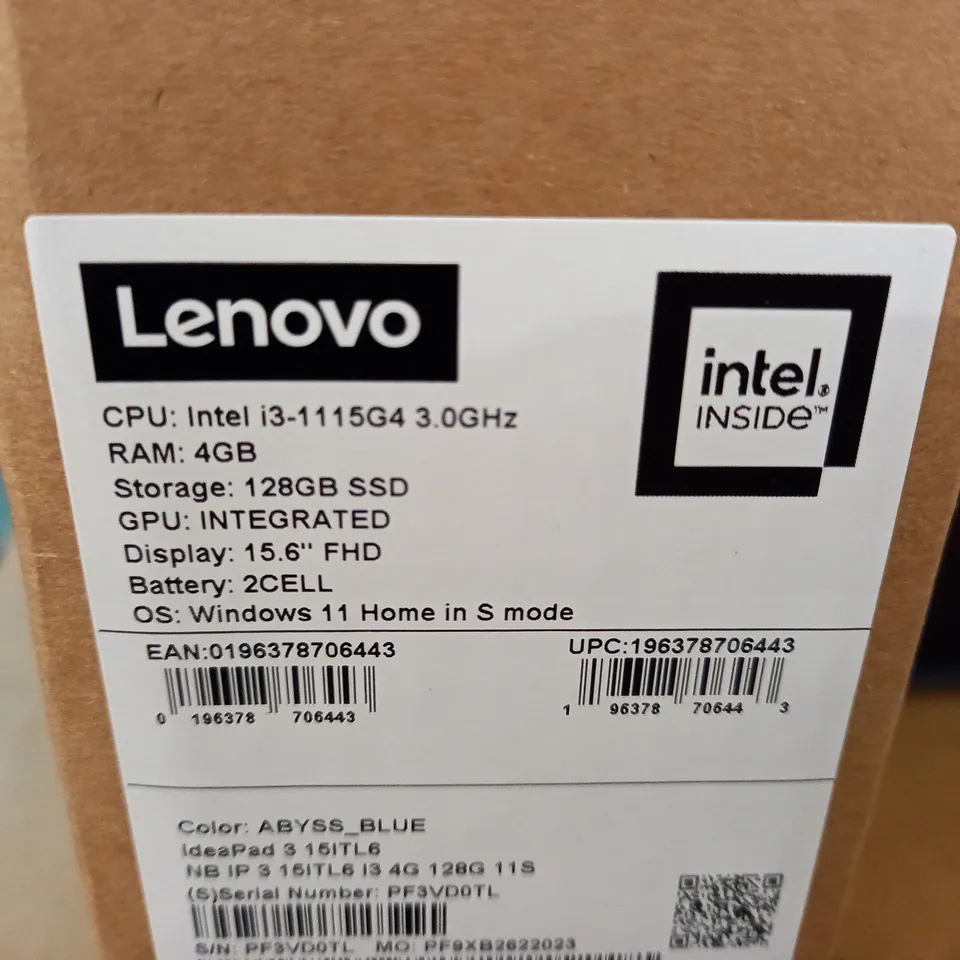 Lenovo
intel®
INSIDE™
CPU: Intel i3-1115G4 3.0GHz
RAM: 4GB
Storage: 128GB SSD
GPU: INTEGRATED
Display: 15.6" FHD
Battery: 2CELL
OS: Windows 11 Home in S mode
EAN:0196378706443
UPC:196378706443
0 196378 706443
1 96378 70644 3
Color: ABYSS_BLUE
IdeaPad 3 15ITL6
NB IP 3 15ITL6 I3 4G 128G 11S
(S)Serial Number: PF3VD0TL
S/N: PF3VD0TL MO: PF9XB2622023